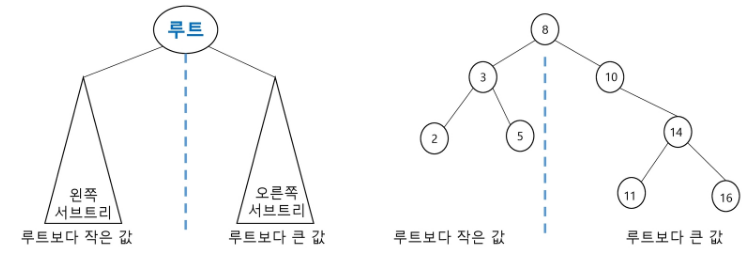 루트
왼쪽
서브트리
오른쪽
서브트리
루트보다 작은 값
루트보다 큰 값
8
3
10
2
5
14
11
16
루트보다 작은 값
루트보다 큰 값